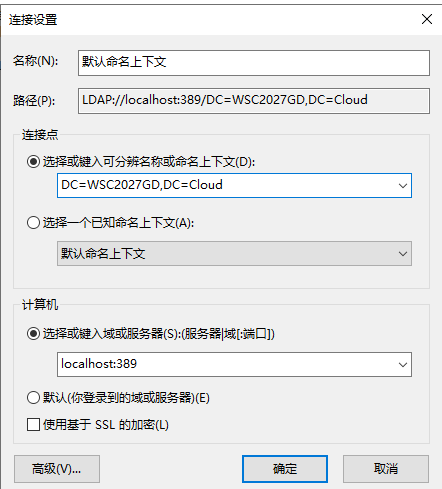 连接设置
名称(N):
默认命名上下文
路径(P):
LDAP://localhost:389/DC=WSC2027GD,DC=Cloud
连接点
选择或键入可分辨名称或命名上下文(D):
DC=WSC2027GD,DC=Cloud
选择一个已知命名上下文(A):
默认命名上下文
计算机
选择或键入域或服务器(S):(服务器|域[:端口])
localhost:389
默认(你登录到的域或服务器)(E)
使用基于 SSL 的加密(L)
高级(V)...
确定
取消